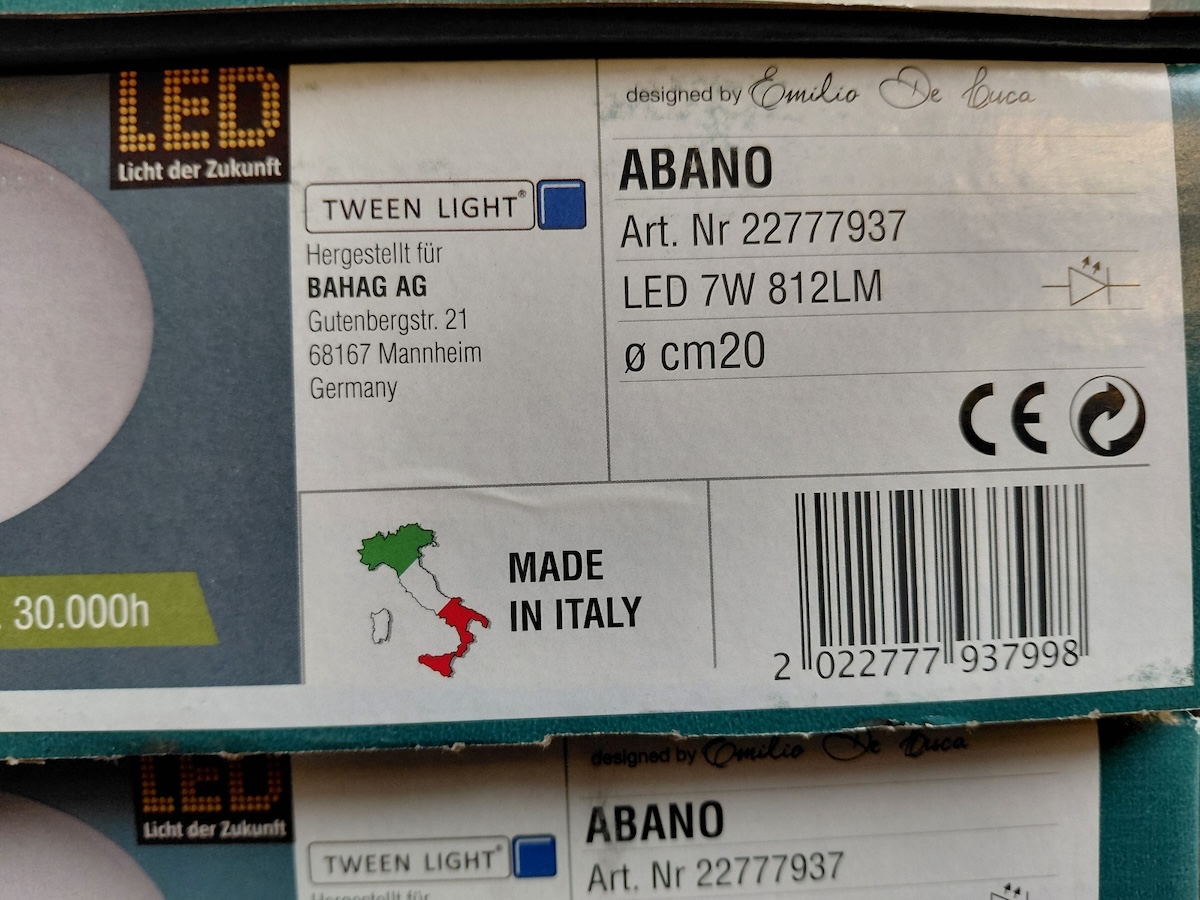 LED
Licht der Zukunft
TWEEN LIGHT®
Hergestellt für
BAHAG AG
Gutenbergstr. 21
68167 Mannheim
Germany
designed by Emilio De Luca
ABANO
Art. Nr 22777937
LED 7W 812LM
ø cm20
CE
30.000h
MADE
IN ITALY
2 022777 937998
LED
Licht der Zukunft
TWEEN LIGHT®
Hergestellt für
designed by Emilio De Luca
ABANO
Art. Nr 22777937